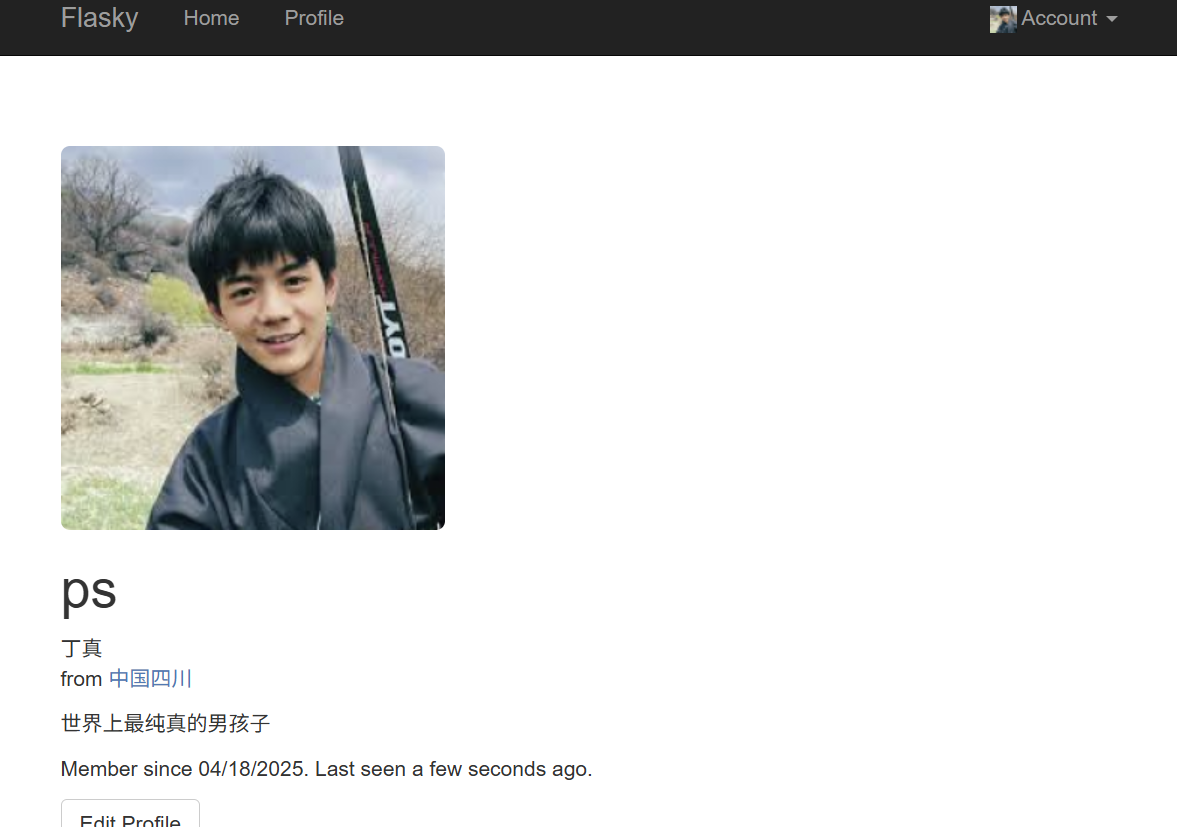 Flasky Home Profile Account
OYL
ps
丁真
from 中国四川
世界上最纯真的男孩子
Member since 04/18/2025. Last seen a few seconds ago.
Edit Profile